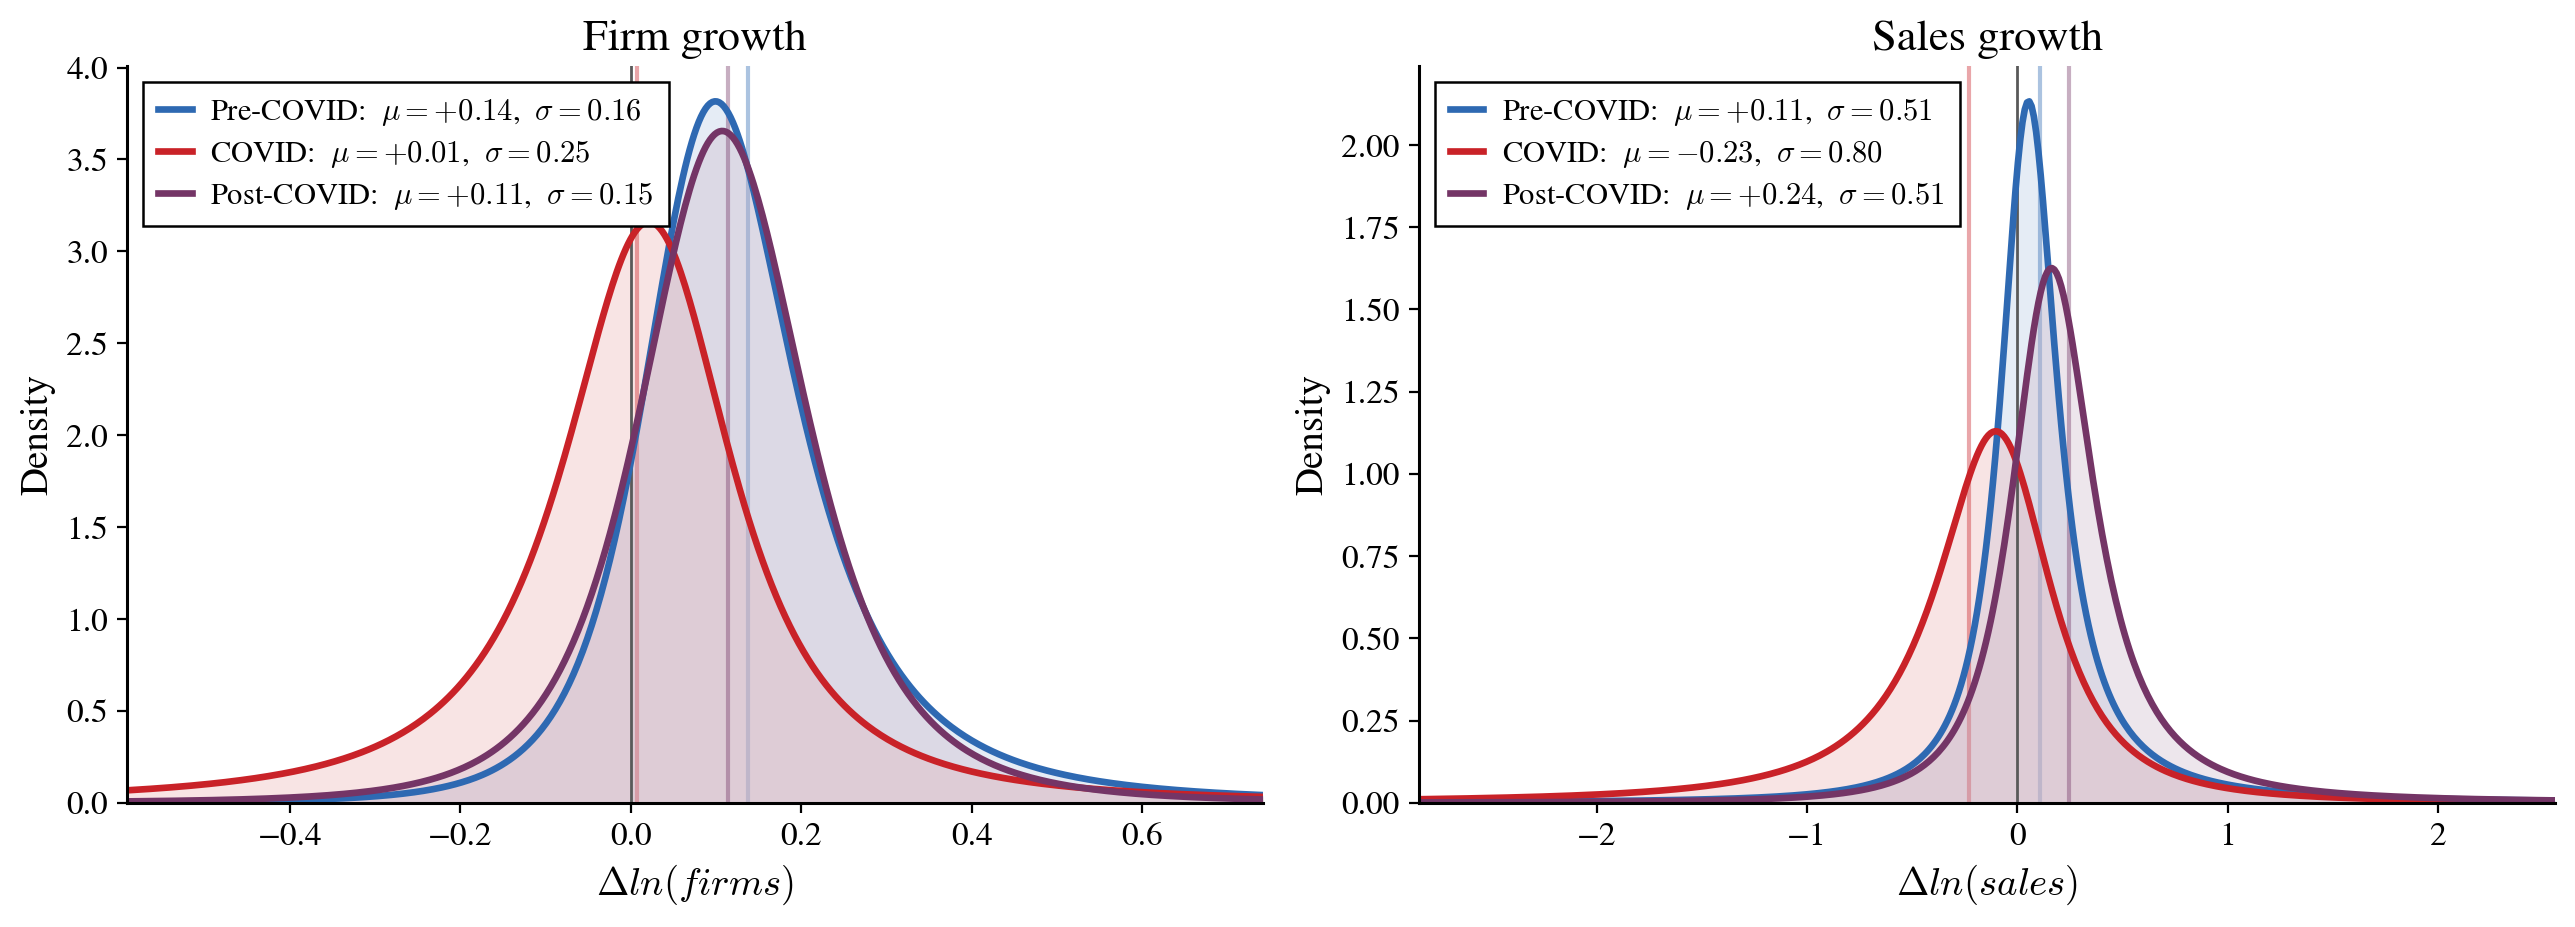 Firm growth
4.0
3.5
3.0
2.5
2.0
1.5
1.0
0.5
0.0
Density
Pre-COVID: μ = +0.14, σ = 0.16
COVID: μ = +0.01, σ = 0.25
Post-COVID: μ = +0.11, σ = 0.15
−0.4 −0.2 0.0 0.2 0.4 0.6
Δln(firms)
Sales growth
2.00
1.75
1.50
1.25
1.00
0.75
0.50
0.25
0.00
Density
Pre-COVID: μ = +0.11, σ = 0.51
COVID: μ = −0.23, σ = 0.80
Post-COVID: μ = +0.24, σ = 0.51
−2 −1 0 1 2
Δln(sales)